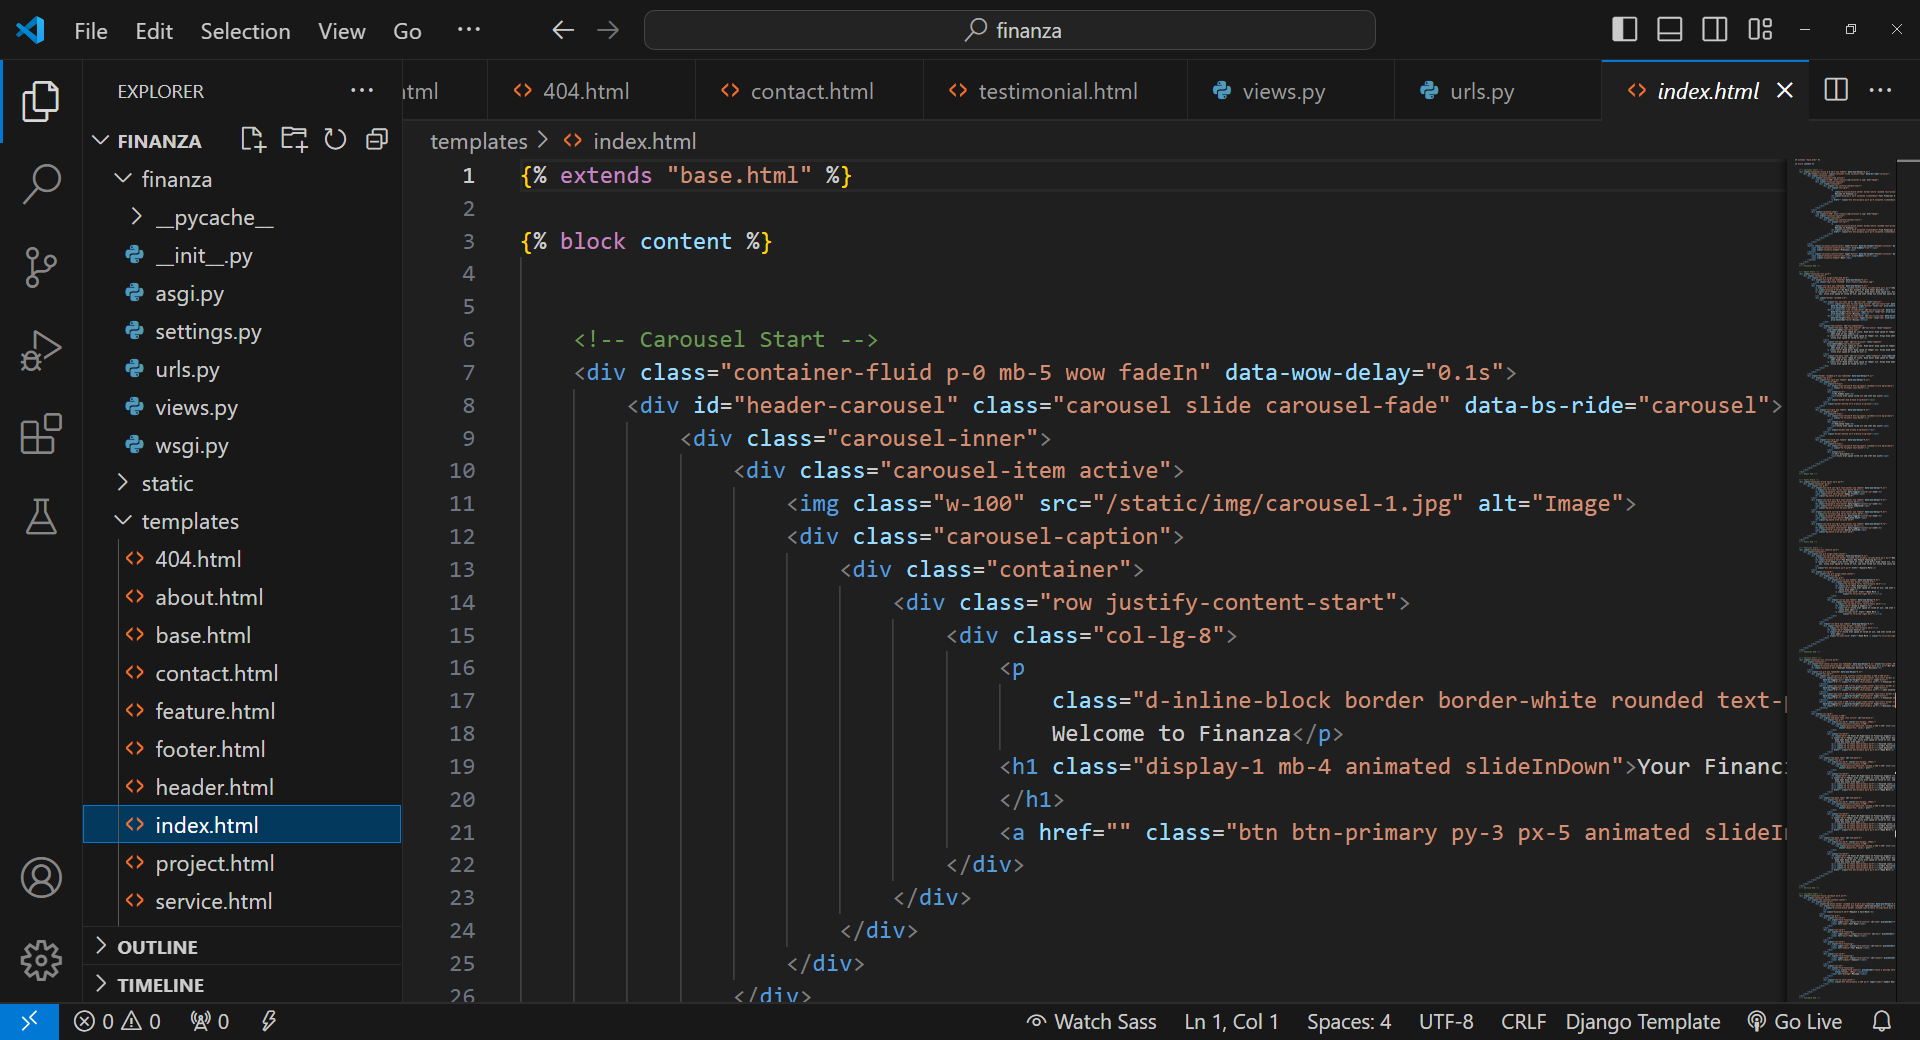 File Edit Selection View Go ··· finanza
EXPLORER ···
FINANZA
finanza
__pycache__
__init__.py
asgi.py
settings.py
urls.py
views.py
wsgi.py
static
templates
404.html
about.html
base.html
contact.html
feature.html
footer.html
header.html
index.html
project.html
service.html
OUTLINE
TIMELINE
404.html contact.html testimonial.html views.py urls.py index.html
templates > index.html
1 {% extends "base.html" %}
2
3 {% block content %}
4
5
6 <!-- Carousel Start -->
7 <div class="container-fluid p-0 mb-5 wow fadeIn" data-wow-delay="0.1s">
8 <div id="header-carousel" class="carousel slide carousel-fade" data-bs-ride="carousel">
9 <div class="carousel-inner">
10 <div class="carousel-item active">
11 <img class="w-100" src="/static/img/carousel-1.jpg" alt="Image">
12 <div class="carousel-caption">
13 <div class="container">
14 <div class="row justify-content-start">
15 <div class="col-lg-8">
16 <p
17 class="d-inline-block border border-white rounded text-
18 Welcome to Finanza</p>
19 <h1 class="display-1 mb-4 animated slideInDown">Your Financ
20 </h1>
21 <a href="" class="btn btn-primary py-3 px-5 animated slideI
22 </div>
23 </div>
24 </div>
25 </div>
26 </div>
0 0 0 Watch Sass Ln 1, Col 1 Spaces: 4 UTF-8 CRLF Django Template Go Live